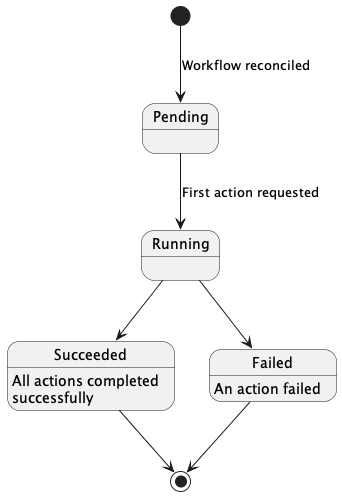 Workflow reconciled
Pending
First action requested
Running
Succeeded
All actions completed
successfully
Failed
An action failed